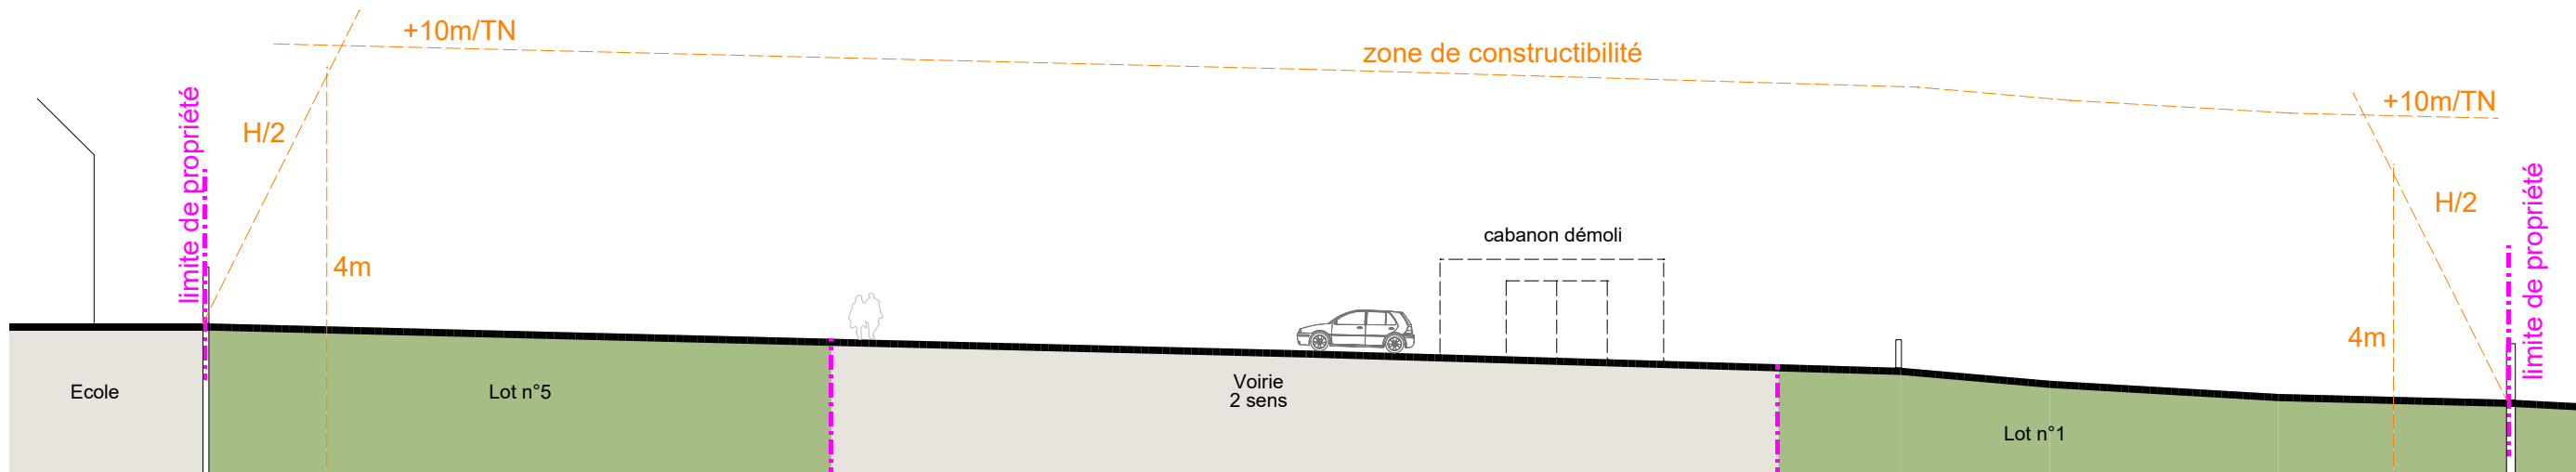 +10m/TN
zone de constructibilité
+10m/TN
limite de propriété
H/2
4m
cabanon démoli
H/2
4m
limite de propriété
Ecole
Lot n°5
Voirie
2 sens
Lot n°1